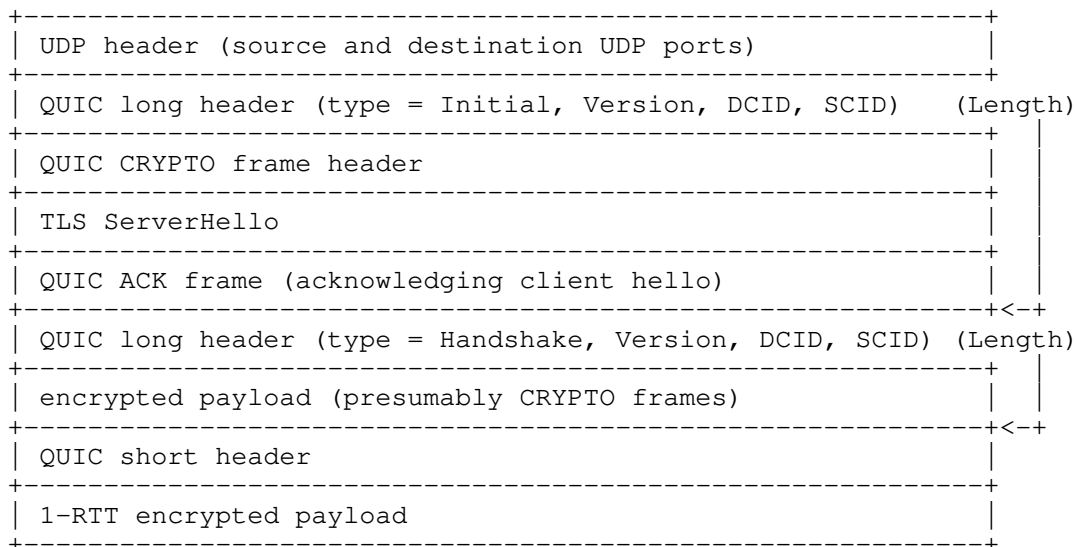 UDP header (source and destination UDP ports)
QUIC long header (type = Initial, Version, DCID, SCID) (Length)
QUIC CRYPTO frame header
TLS ServerHello
QUIC ACK frame (acknowledging client hello)
QUIC long header (type = Handshake, Version, DCID, SCID) (Length)
encrypted payload (presumably CRYPTO frames)
QUIC short header
1-RTT encrypted payload